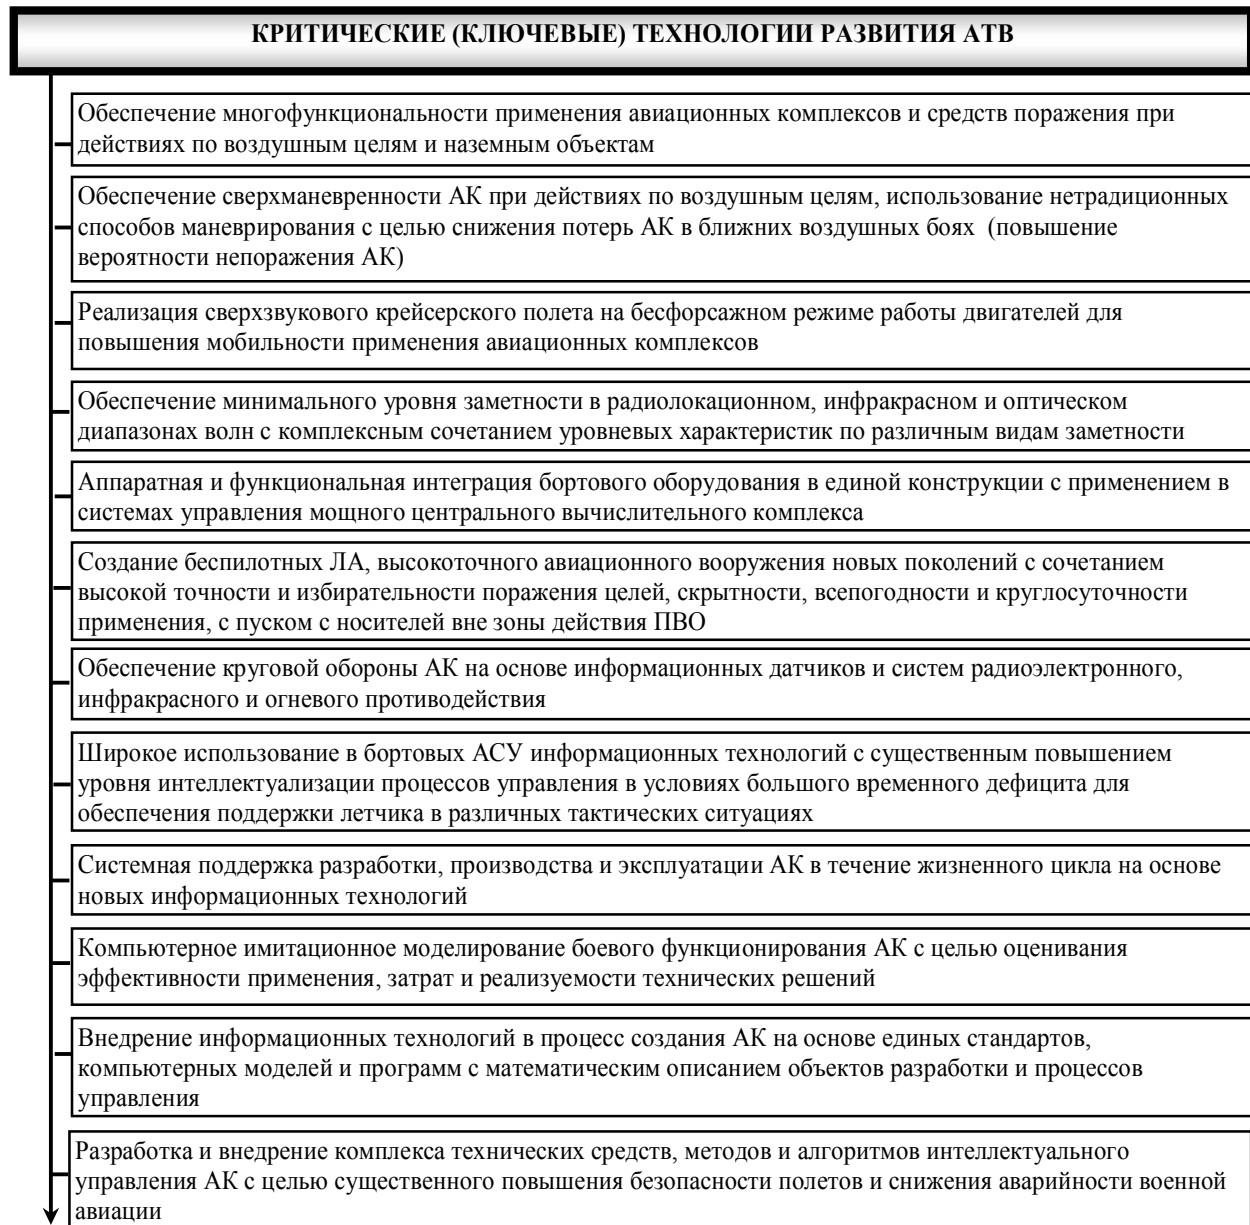 КРИТИЧЕСКИЕ (КЛЮЧЕВЫЕ) ТЕХНОЛОГИИ РАЗВИТИЯ АТВ
Обеспечение многофункциональности применения авиационных комплексов и средств поражения при
действиях по воздушным целям и наземным объектам
Обеспечение сверхманевренности АК при действиях по воздушным целям, использование нетрадиционных
способов маневрирования с целью снижения потерь АК в ближних воздушных боях (повышение
вероятности непоражения АК)
Реализация сверхзвукового крейсерского полета на бесфорсажном режиме работы двигателей для
повышения мобильности применения авиационных комплексов
Обеспечение минимального уровня заметности в радиолокационном, инфракрасном и оптическом
диапазонах волн с комплексным сочетанием уровневых характеристик по различным видам заметности
Аппаратная и функциональная интеграция бортового оборудования в единой конструкции с применением в
системах управления мощного центрального вычислительного комплекса
Создание беспилотных ЛА, высокоточного авиационного вооружения новых поколений с сочетанием
высокой точности и избирательности поражения целей, скрытности, всепогодности и круглосуточности
применения, с пуском с носителей вне зоны действия ПВО
Обеспечение круговой обороны АК на основе информационных датчиков и систем радиоэлектронного,
инфракрасного и огневого противодействия
Широкое использование в бортовых АСУ информационных технологий с существенным повышением
уровня интеллектуализации процессов управления в условиях большого временного дефицита для
обеспечения поддержки летчика в различных тактических ситуациях
Системная поддержка разработки, производства и эксплуатации АК в течение жизненного цикла на основе
новых информационных технологий
Компьютерное имитационное моделирование боевого функционирования АК с целью оценивания
эффективности применения, затрат и реализуемости технических решений
Внедрение информационных технологий в процесс создания АК на основе единых стандартов,
компьютерных моделей и программ с математическим описанием объектов разработки и процессов
управления
Разработка и внедрение комплекса технических средств, методов и алгоритмов интеллектуального
управления АК с целью существенного повышения безопасности полетов и снижения аварийности военной
авиации